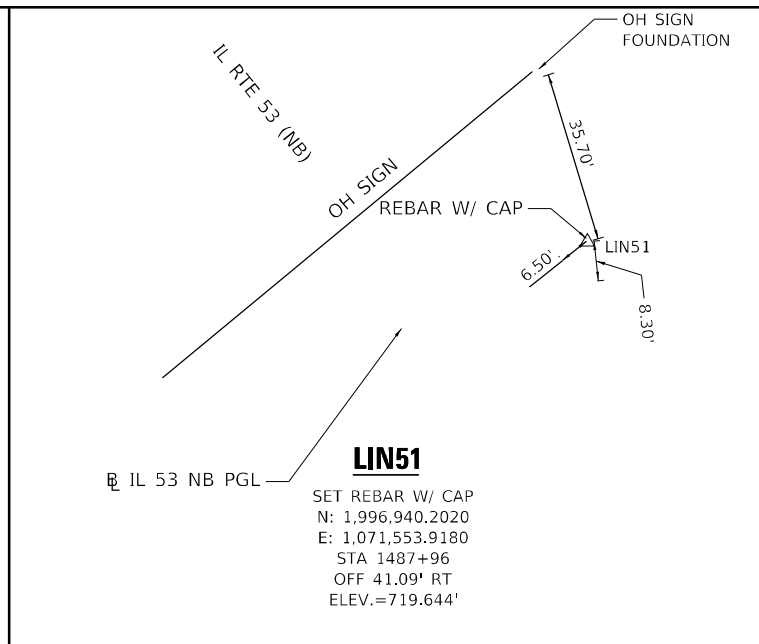 OH SIGN
FOUNDATION
IL RTE 53 (NB)
35.70'
OH SIGN
REBAR W/ CAP
LIN51
6.50'
8.30'
BL IL 53 NB PGL
LIN51
SET REBAR W/ CAP
N: 1,996,940.2020
E: 1,071,553.9180
STA 1487+96
OFF 41.09' RT
ELEV.=719.644'